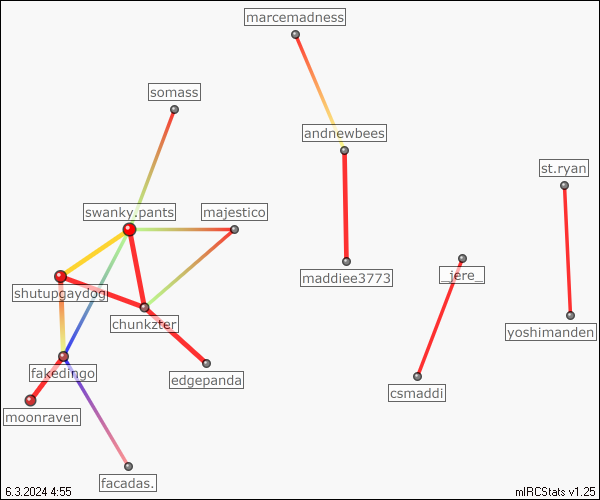 marcemadness
somass
andnewbees
st.ryan
swanky.pants
majestico
_jere_
maddiee3773
shutupgaydog
chunkzter
yoshimanden
fakedingo
edgepanda
csmaddi
moonraven
facadas.
6.3.2024 4:55
mIRCStats v1.25